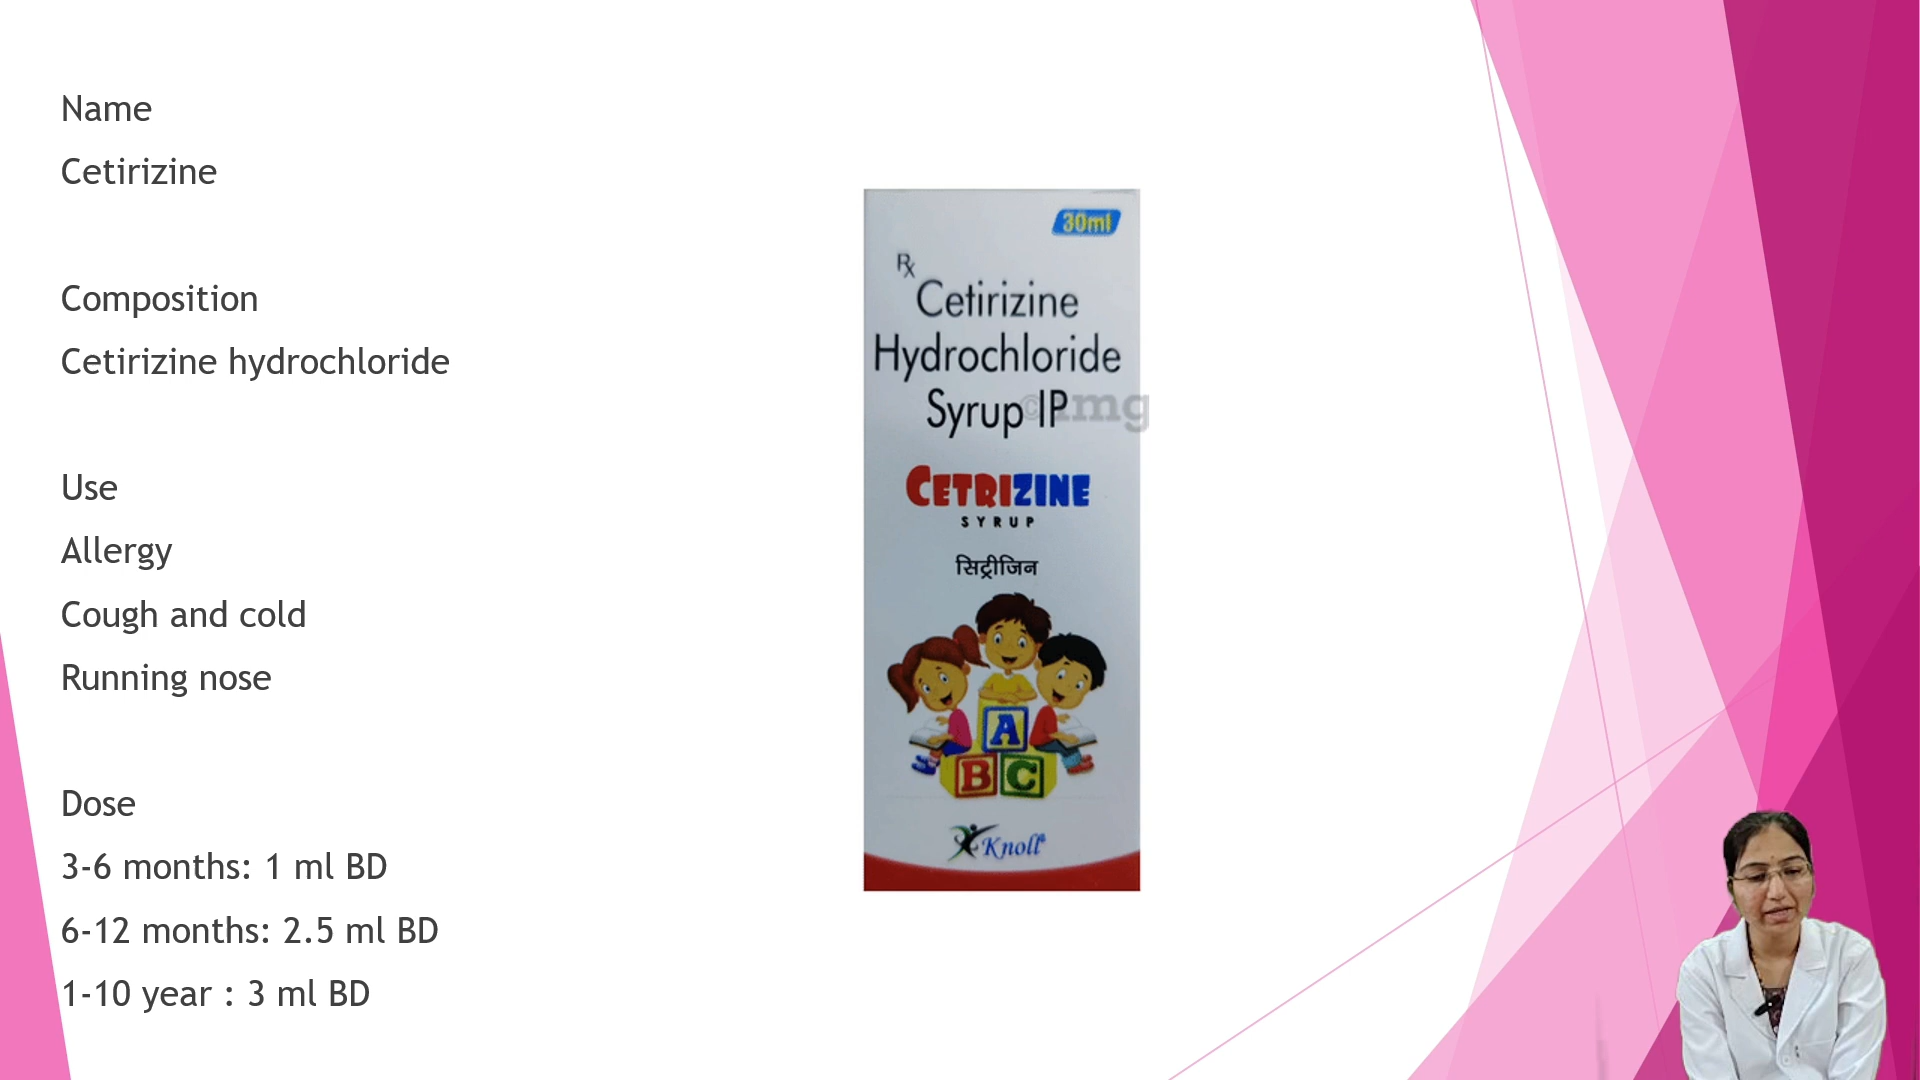 Name
Cetirizine
Composition
Cetirizine hydrochloride
Use
Allergy
Cough and cold
Running nose
Dose
3-6 months: 1 ml BD
6-12 months: 2.5 ml BD
1-10 year : 3 ml BD
30ml
Rx
Cetirizine
Hydrochloride
Syrup IP
©1mg
CETRIZINE
SYRUP
सिट्रीजिन
A
B C
Knoll